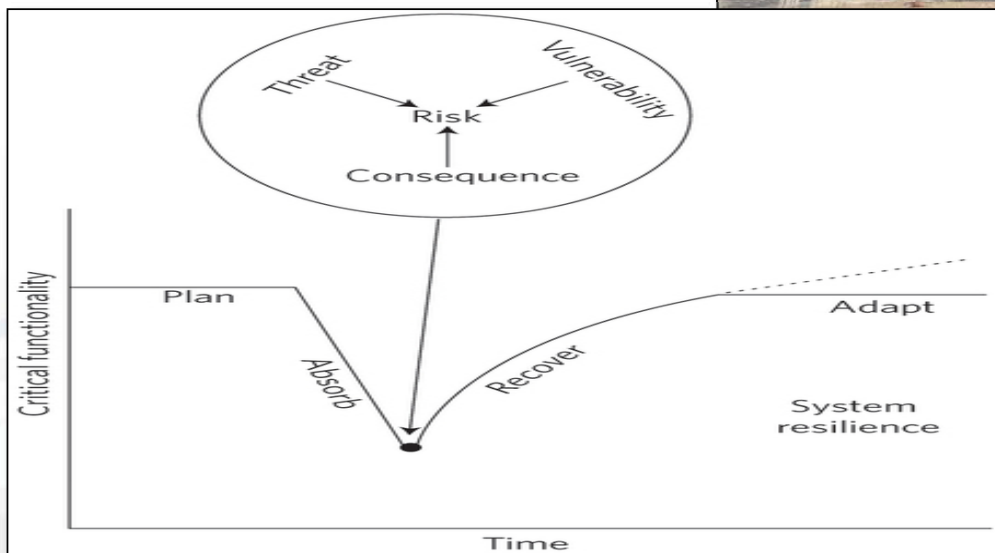 Threat
Vulnerability
Risk
Consequence
Critical functionality
Plan
Absorb
Recover
Adapt
System
resilience
Time